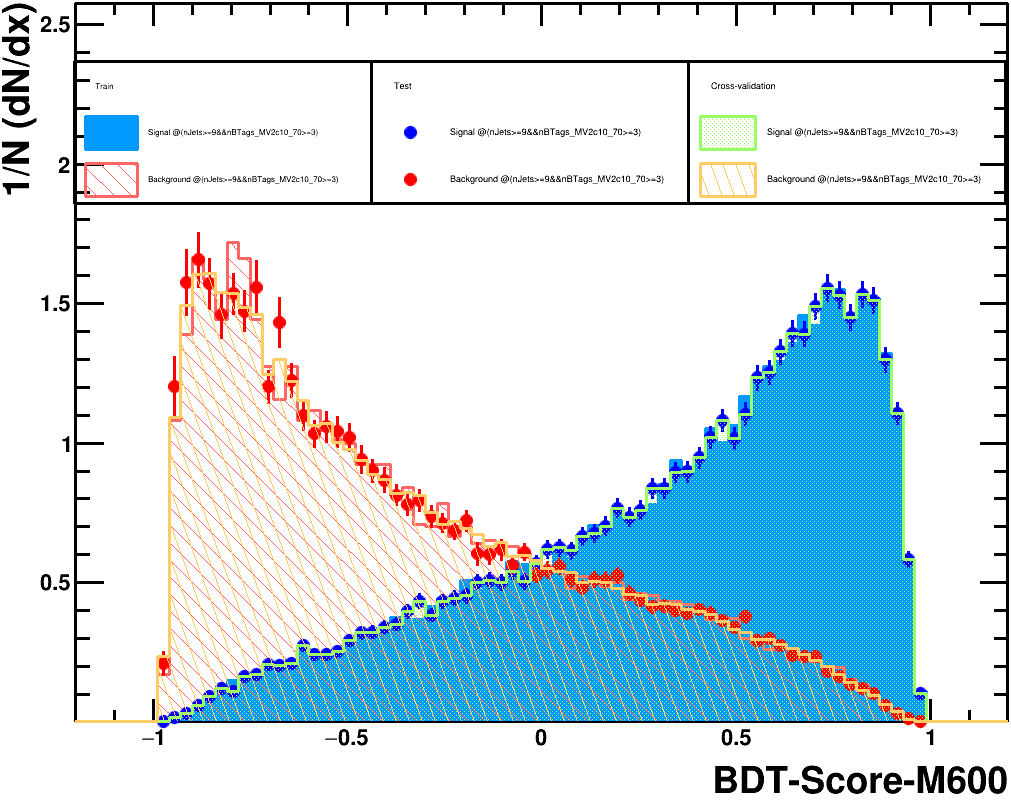 1/N (dN/dx)
2.5
2
1.5
1
0.5
Train
Signal @(nJets>=9&&nBTags_MV2c10_70>=3)
Background @(nJets>=9&&nBTags_MV2c10_70>=3)
Test
Signal @(nJets>=9&&nBTags_MV2c10_70>=3)
Background @(nJets>=9&&nBTags_MV2c10_70>=3)
Cross-validation
Signal @(nJets>=9&&nBTags_MV2c10_70>=3)
Background @(nJets>=9&&nBTags_MV2c10_70>=3)
−1 −0.5 0 0.5 1
BDT-Score-M600